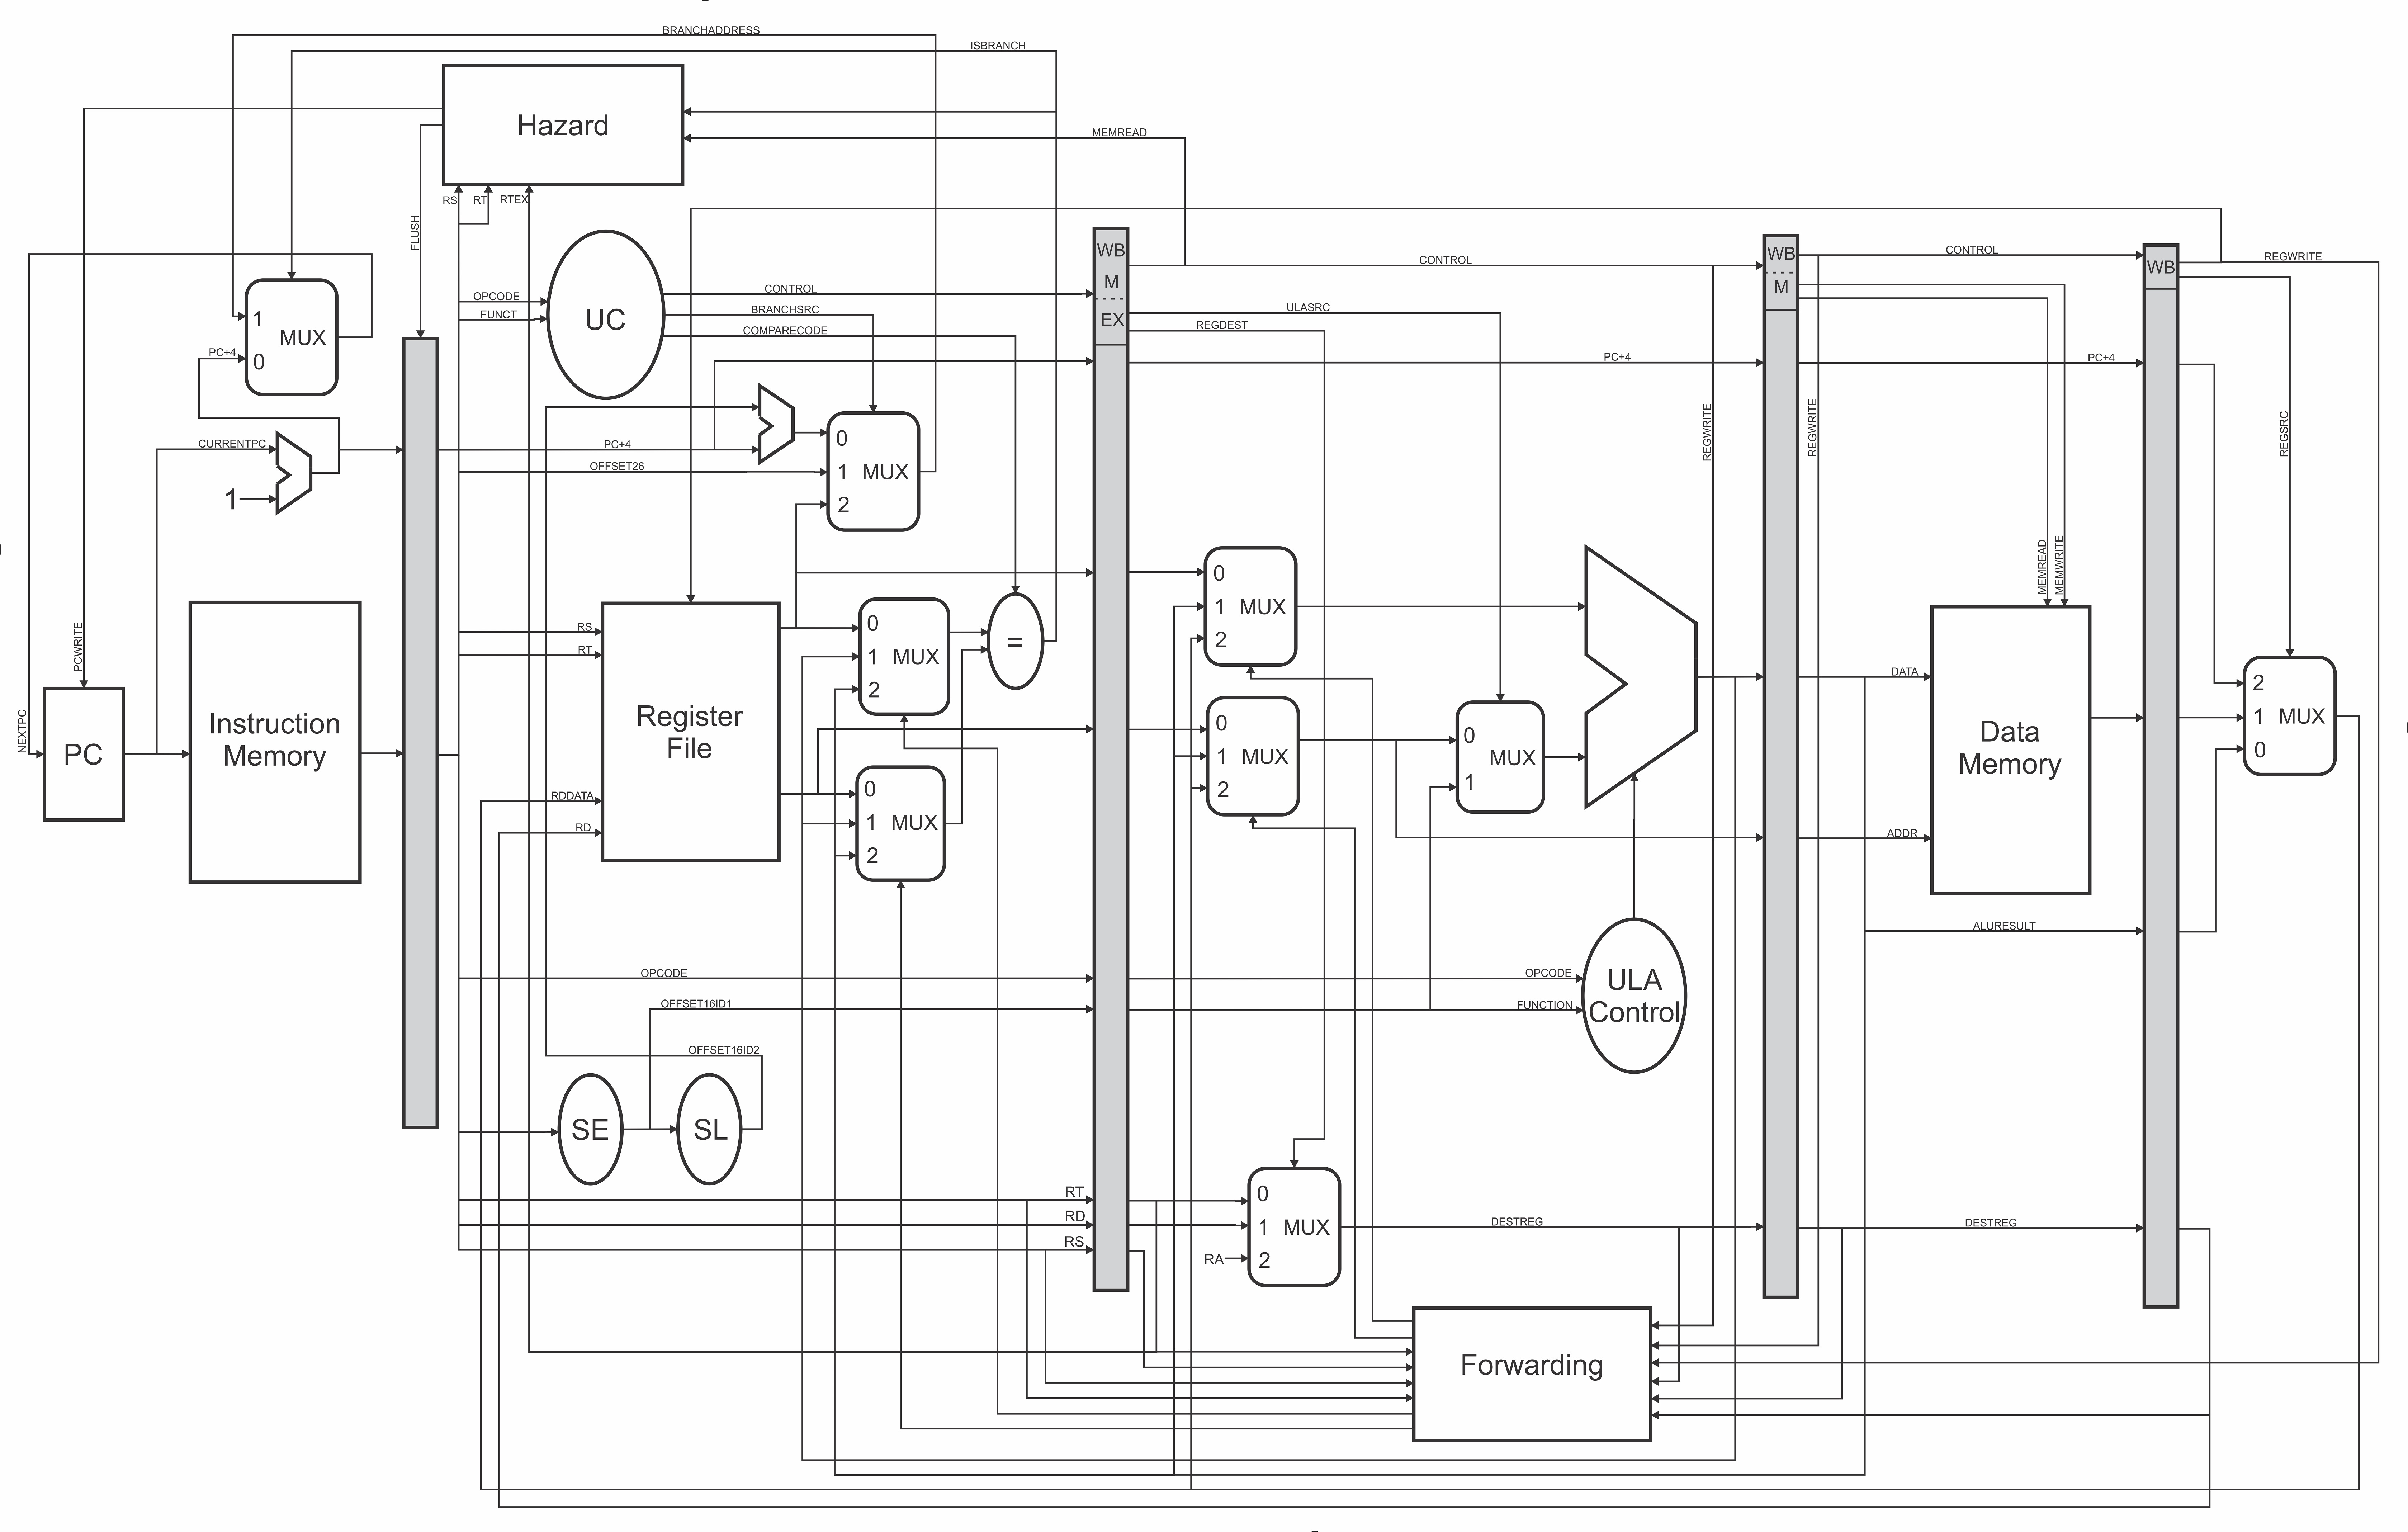 BRANCHADDRESS
ISBRANCH
Hazard
MEMREAD
RS
RT
RTEX
FLUSH
WB
M
EX
WB
M
WB
CONTROL
CONTROL
REGWRITE
UC
OPCODE
FUNCT
CONTROL
BRANCHSRC
COMPARECODE
ULASRC
REGDEST
1
MUX
0
PC+4
PC+4
PC+4
CURRENTPC
1
PC+4
OFFSET26
0
1 MUX
2
REGWRITE
REGWRITE
REGSRC
MEMREAD
MEMWRITE
PCWRITE
NEXTPC
PC
Instruction
Memory
RS
RT
Register
File
RDDATA
RD
0
1 MUX
2
=
0
1 MUX
2
0
1 MUX
2
0
1 MUX
2
0
MUX
1
DATA
ADDR
Data
Memory
2
1 MUX
0
ALURESULT
OPCODE
OPCODE
OFFSET16ID1
FUNCTION
ULA
Control
OFFSET16ID2
SE
SL
RT
RD
RS
0
1 MUX
2
RA
DESTREG
DESTREG
Forwarding